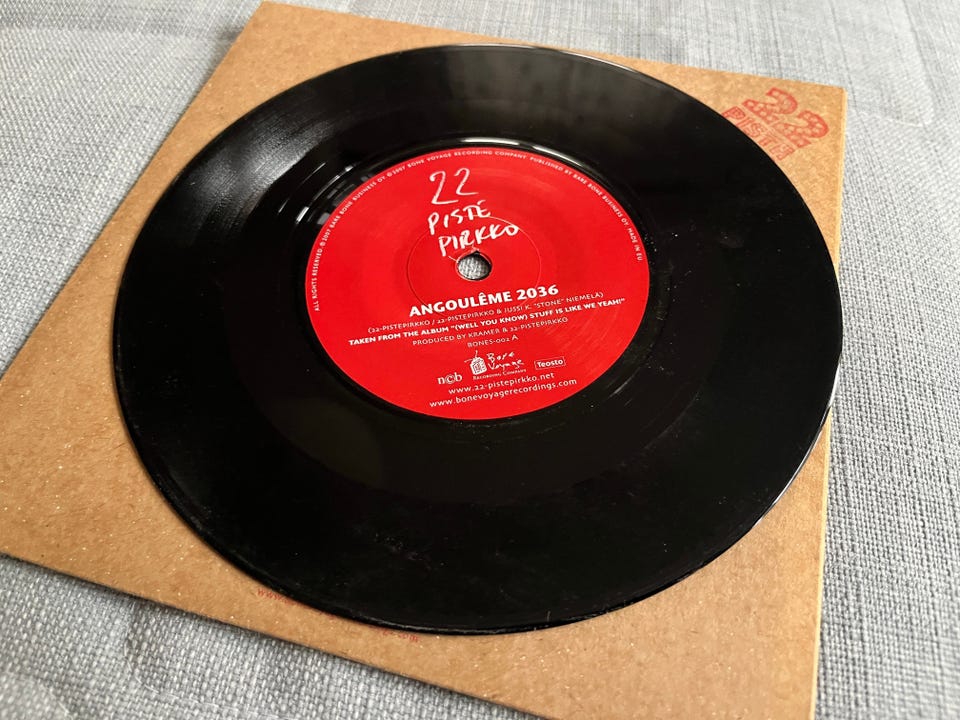 ALL RIGHTS RESERVED ℗ 2007 BARE BONE BUSINESS OY ©2007 BONE VOYAGE RECORDING COMPANY. PUBLISHED BY BARE BONE BUSINESS OY. MADE IN EU.
22
PISTE
PIRKKO
ANGOULÊME 2036
(22-PISTEPIRKKO / 22-PISTEPIRKKO & JUSSI K. "STONE" NIEMELÄ)
TAKEN FROM THE ALBUM "(WELL YOU KNOW) STUFF IS LIKE WE YEAH!"
PRODUCED BY KRAMER & 22-PISTEPIRKKO
BONES-002 A
ncb
Bone
Voyage
RECORDING COMPANY
Teosto
www.22-pistepirkko.net
www.bonevoyagerecordings.com
22
PISTE